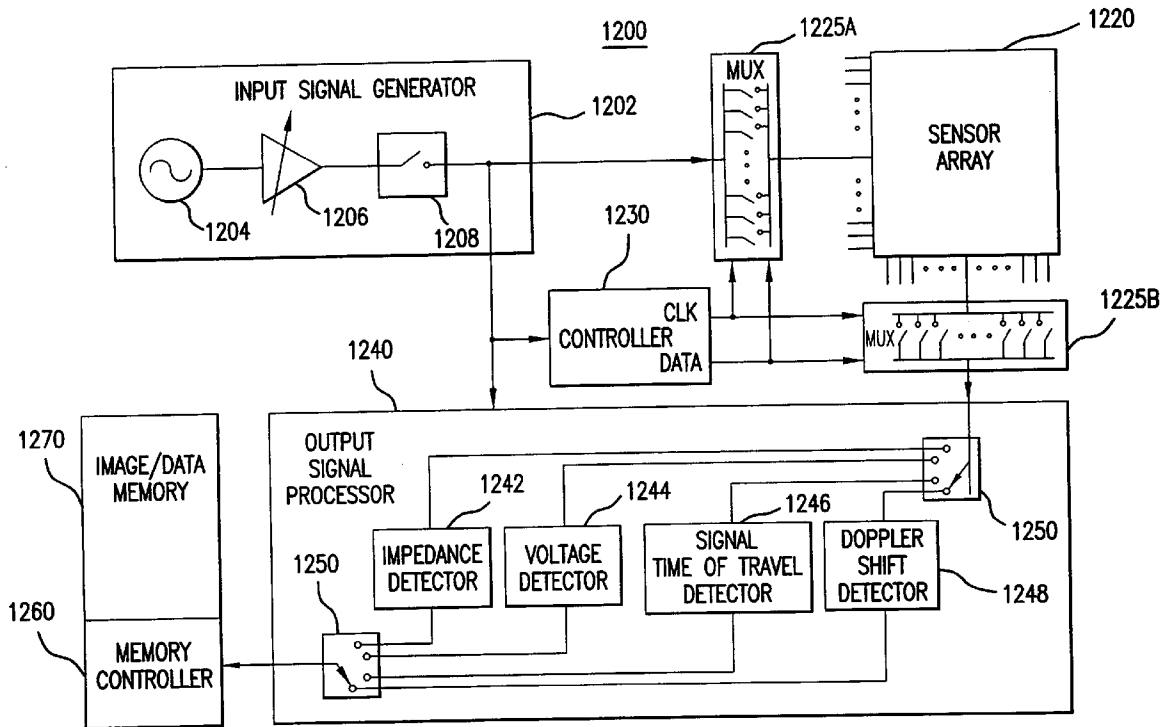 1200
1225A
1220
INPUT SIGNAL GENERATOR
1202
MUX
SENSOR
ARRAY
1204
1206
1208
1230
CLK
CONTROLLER
DATA
1225B
MUX
1240
1270
IMAGE/DATA
MEMORY
OUTPUT
SIGNAL
PROCESSOR
1242
1244
1246
1250
IMPEDANCE
DETECTOR
VOLTAGE
DETECTOR
SIGNAL
TIME OF TRAVEL
DETECTOR
DOPPLER
SHIFT
DETECTOR
1248
1250
1260
MEMORY
CONTROLLER